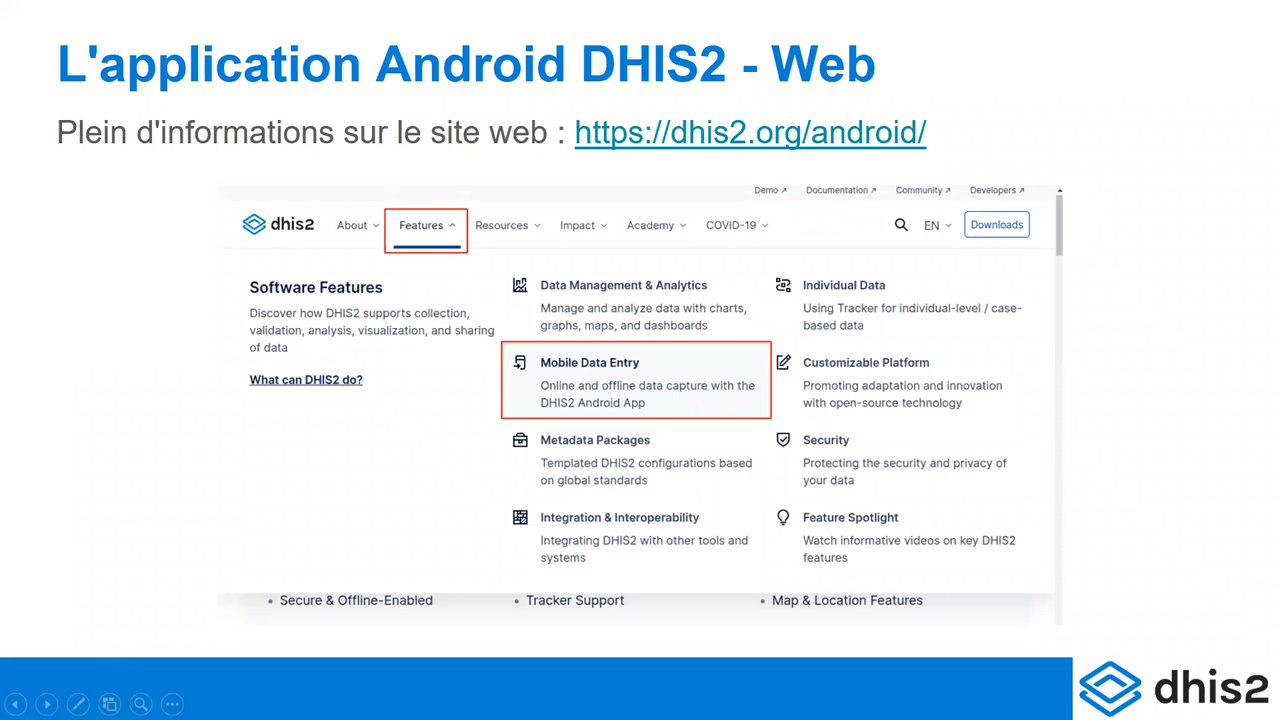 L'application Android DHIS2 - Web
Plein d'informations sur le site web : https://dhis2.org/android/
Demo ↗ Documentation ↗ Community ↗ Developers ↗
dhis2 About Features Resources Impact Academy COVID-19 EN Downloads
Software Features
Discover how DHIS2 supports collection,
validation, analysis, visualization, and sharing
of data
What can DHIS2 do?
Data Management & Analytics
Manage and analyze data with charts,
graphs, maps, and dashboards
Mobile Data Entry
Online and offline data capture with the
DHIS2 Android App
Metadata Packages
Templated DHIS2 configurations based
on global standards
Integration & Interoperability
Integrating DHIS2 with other tools and
systems
Individual Data
Using Tracker for individual-level / case-
based data
Customizable Platform
Promoting adaptation and innovation
with open-source technology
Security
Protecting the security and privacy of
your data
Feature Spotlight
Watch informative videos on key DHIS2
features
• Secure & Offline-Enabled • Tracker Support • Map & Location Features
dhis2